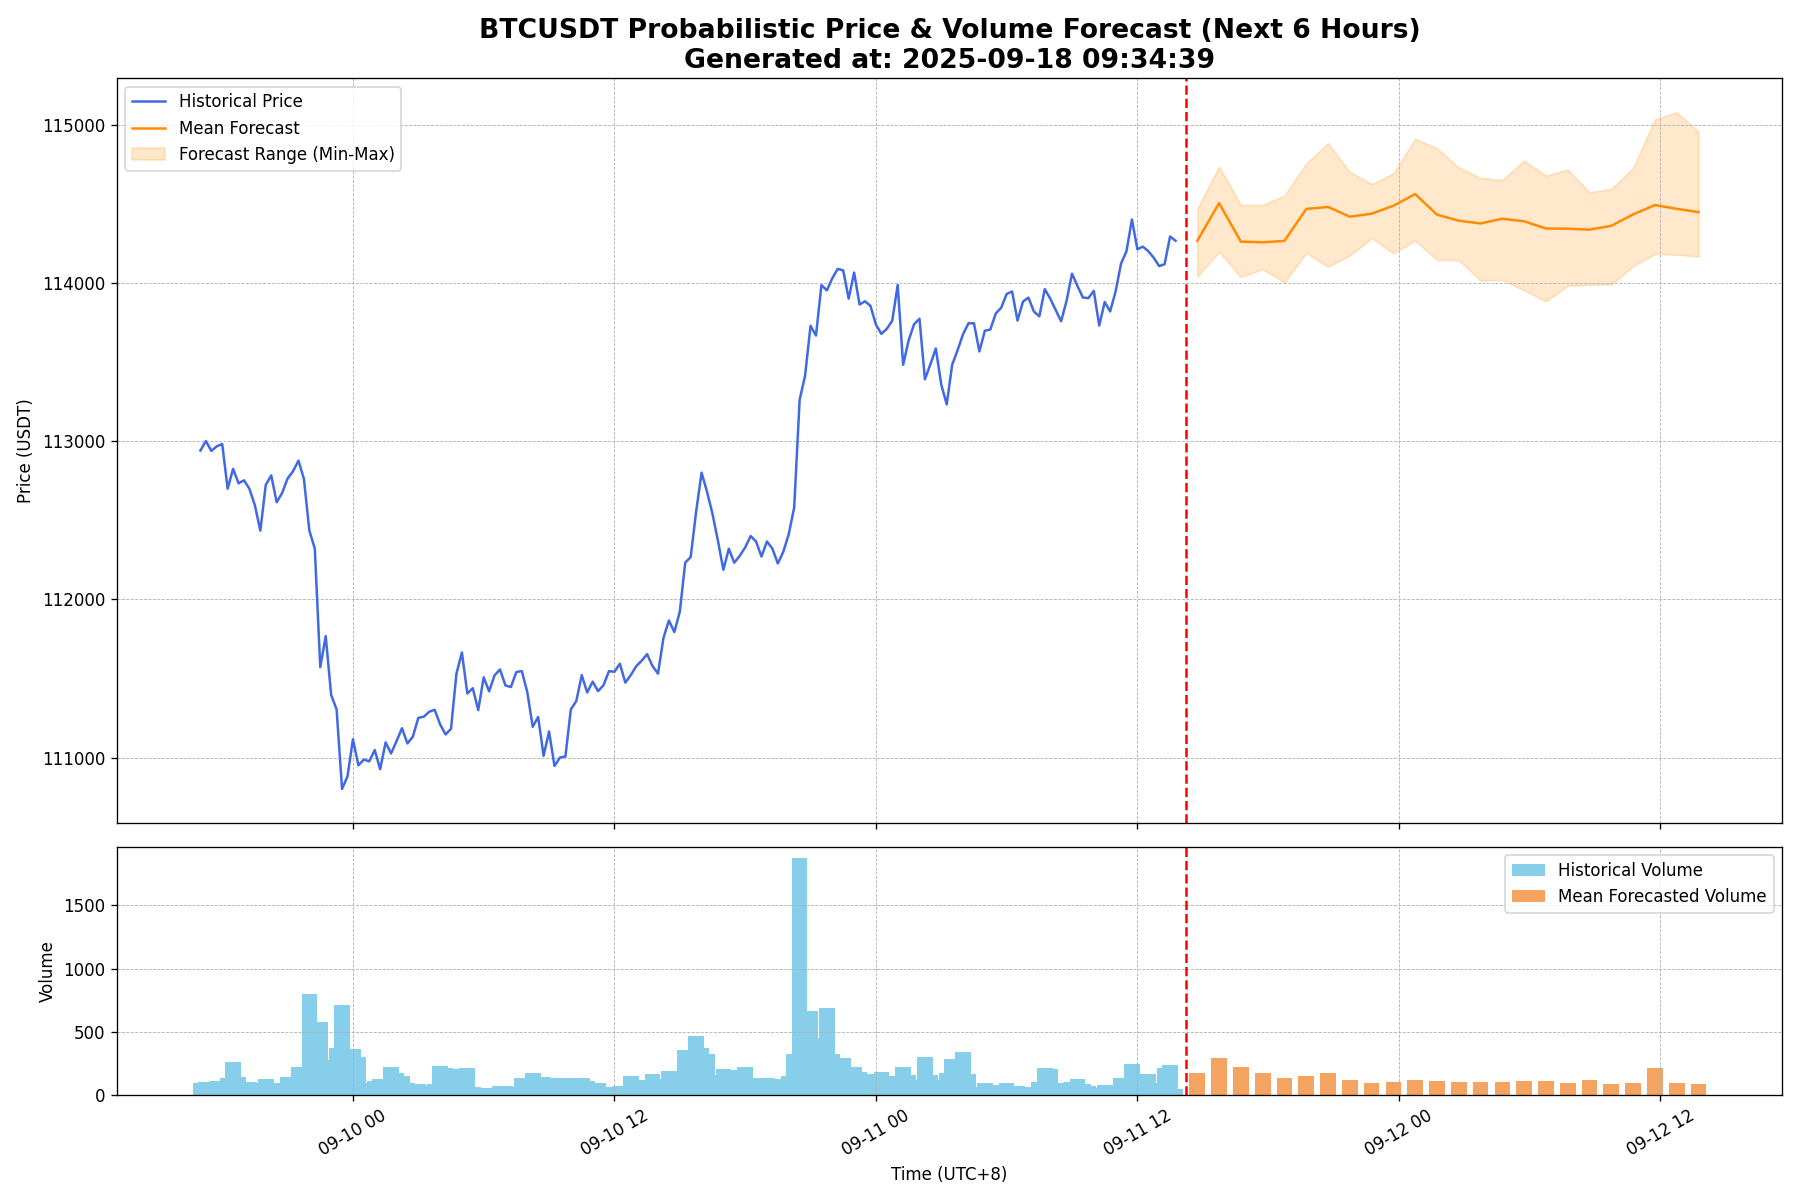 BTCUSDT Probabilistic Price & Volume Forecast (Next 6 Hours)
Generated at: 2025-09-18 09:34:39
Historical Price
Mean Forecast
Forecast Range (Min-Max)
115000
114000
113000
112000
111000
Price (USDT)
Historical Volume
Mean Forecasted Volume
1500
1000
500
0
Volume
09-10 00
09-10 12
09-11 00
09-11 12
09-12 00
09-12 12
Time (UTC+8)